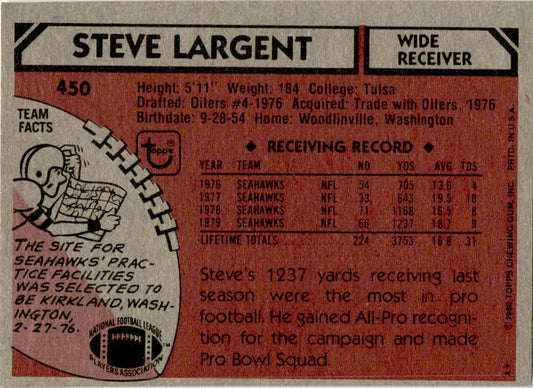 STEVE LARGENT
WIDE
RECEIVER
450
Height: 5'11" Weight: 184 College: Tulsa
Drafted: Oilers #4-1976 Acquired: Trade with Oilers, 1976
Birthdate: 9-28-54 Home: Woodlinville, Washington
TEAM
FACTS
topps
◆ RECEIVING RECORD ◆
YEAR TEAM NO YDS AVG TDS
1976 SEAHAWKS NFL 54 705 13.0 4
1977 SEAHAWKS NFL 33 643 19.5 10
1978 SEAHAWKS NFL 71 1168 16.5 8
1979 SEAHAWKS NFL 66 1237 18.7 9
LIFETIME TOTALS 224 3753 16.8 31
THE SITE FOR
SEAHAWKS' PRAC-
TICE FACILITIES
WAS SELECTED TO
BE KIRKLAND, WASH-
INGTON,
2-27-76.
Steve's 1237 yards receiving last
season were the most in pro
football. He gained All-Pro recogni-
tion for the campaign and made
Pro Bowl Squad.
NATIONAL FOOTBALL LEAGUE
PLAYERS ASSOCIATION
© 1980 TOPPS CHEWING GUM, INC. PRTD. IN U.S.A.